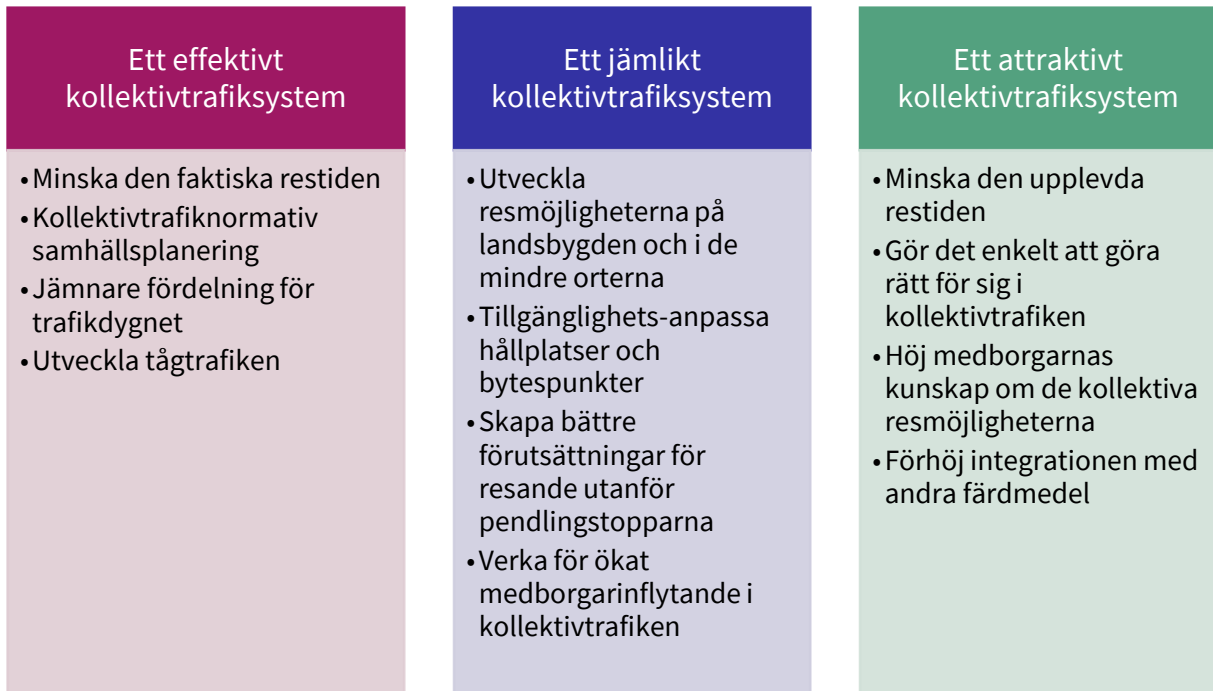 Ett effektivt
kollektivtrafiksystem
•Minska den faktiska restiden
•Kollektivtrafiknormativ
samhällsplanering
•Jämnare fördelning för
trafikdygnet
•Utveckla tågtrafiken
Ett jämlikt
kollektivtrafiksystem
•Utveckla
resmöjligheterna på
landsbygden och i de
mindre orterna
•Tillgänglighets-anpassa
hållplatser och
bytespunkter
•Skapa bättre
förutsättningar för
resande utanför
pendlingstopparna
•Verka för ökat
medborgarinflytande i
kollektivtrafiken
Ett attraktivt
kollektivtrafiksystem
•Minska den upplevda
restiden
•Gör det enkelt att göra
rätt för sig i
kollektivtrafiken
•Höj medborgarnas
kunskap om de kollektiva
resmöjligheterna
•Förhöj integrationen med
andra färdmedel